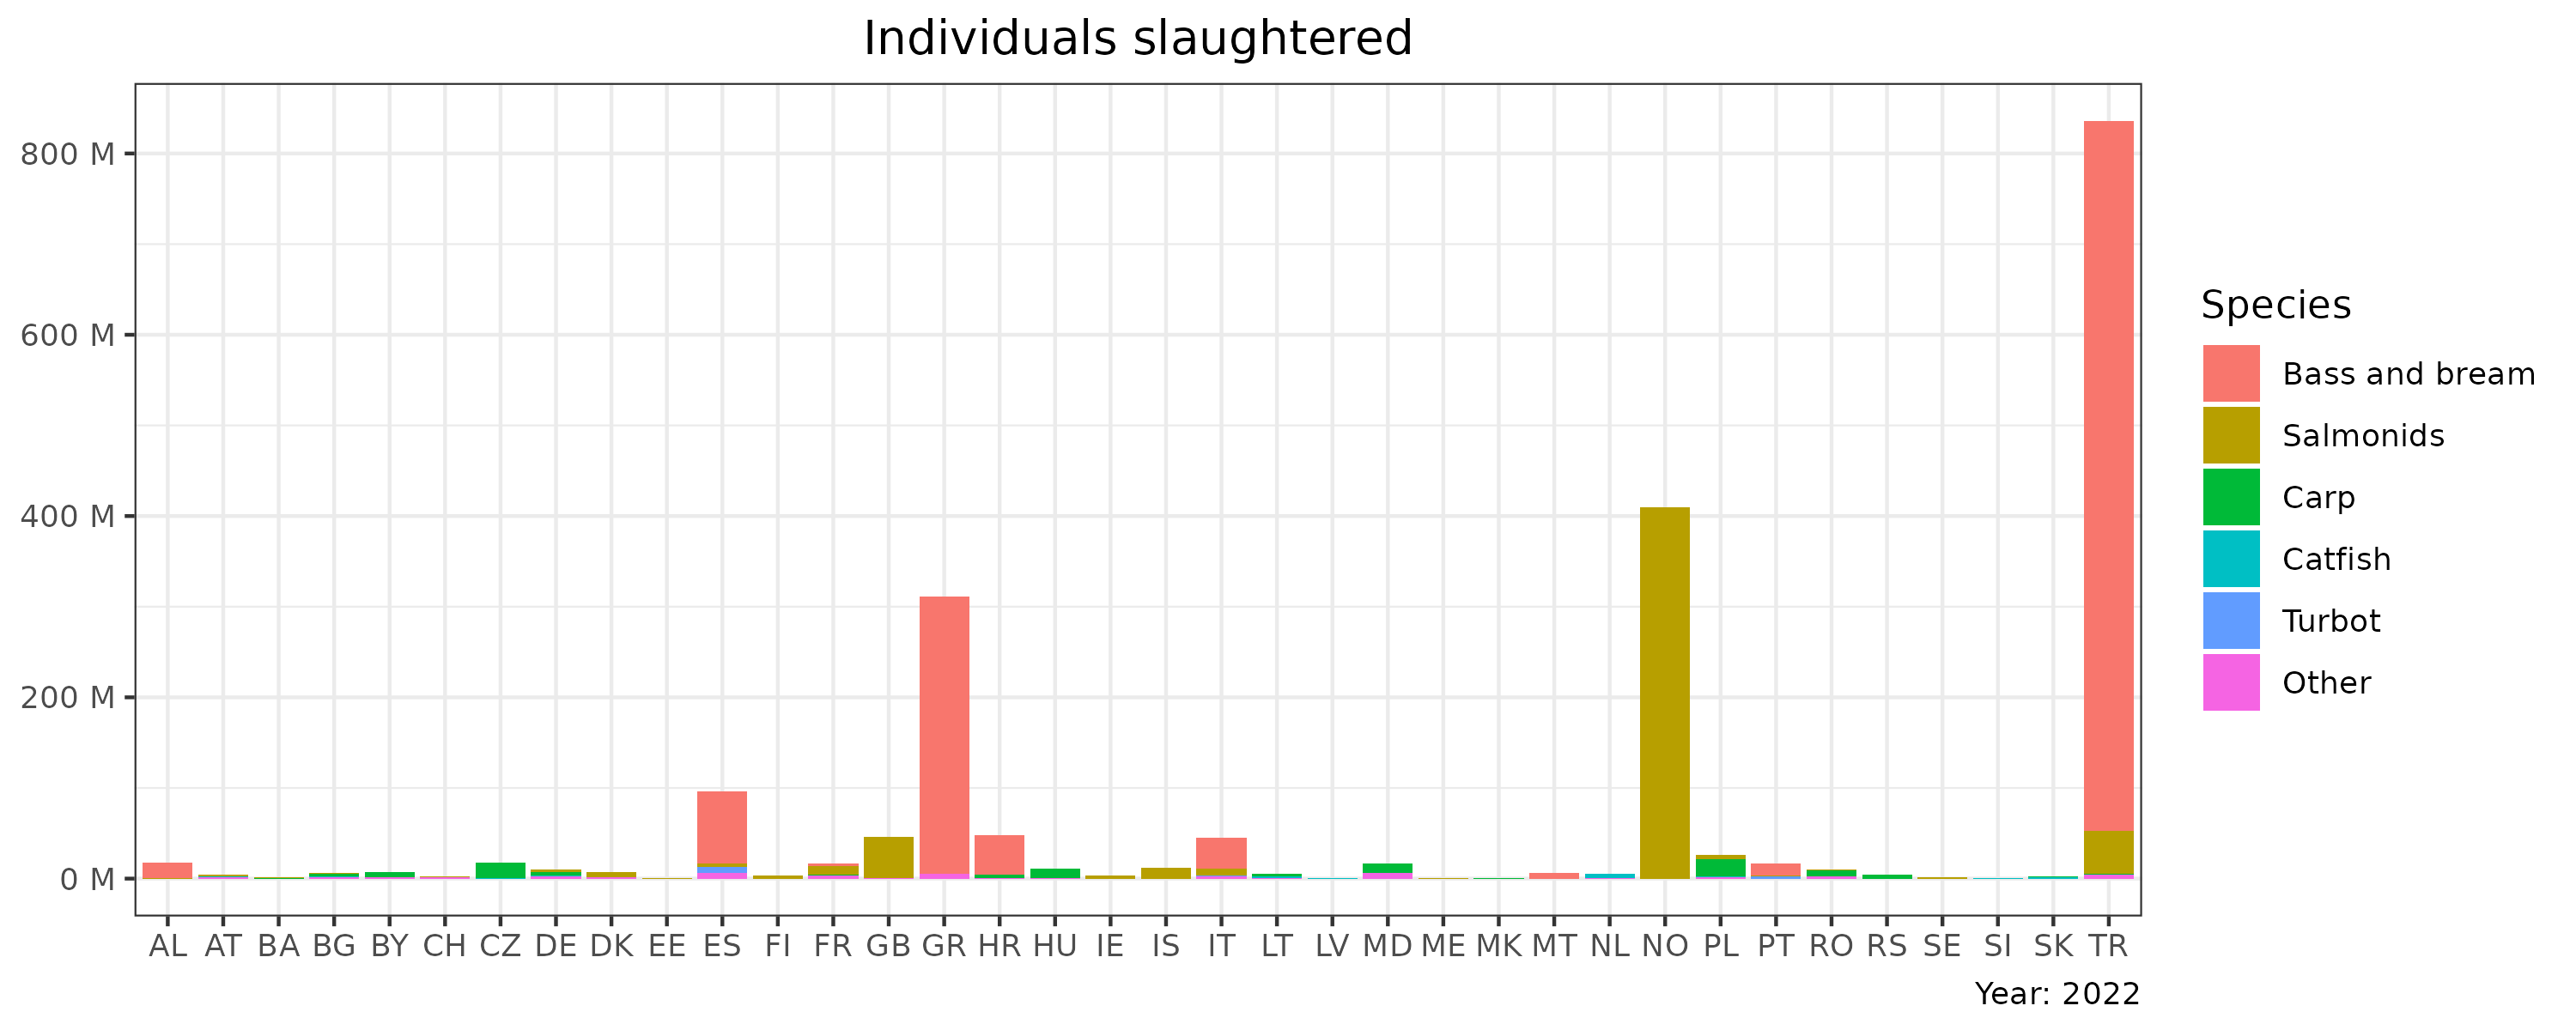 Individuals slaughtered
800 M
600 M
400 M
200 M
0 M
AL AT BA BG BY CH CZ DE DK EE ES FI FR GB GR HR HU IE IS IT LT LV MD ME MK MT NL NO PL PT RO RS SE SI SK TR
Year: 2022
Species
Bass and bream
Salmonids
Carp
Catfish
Turbot
Other